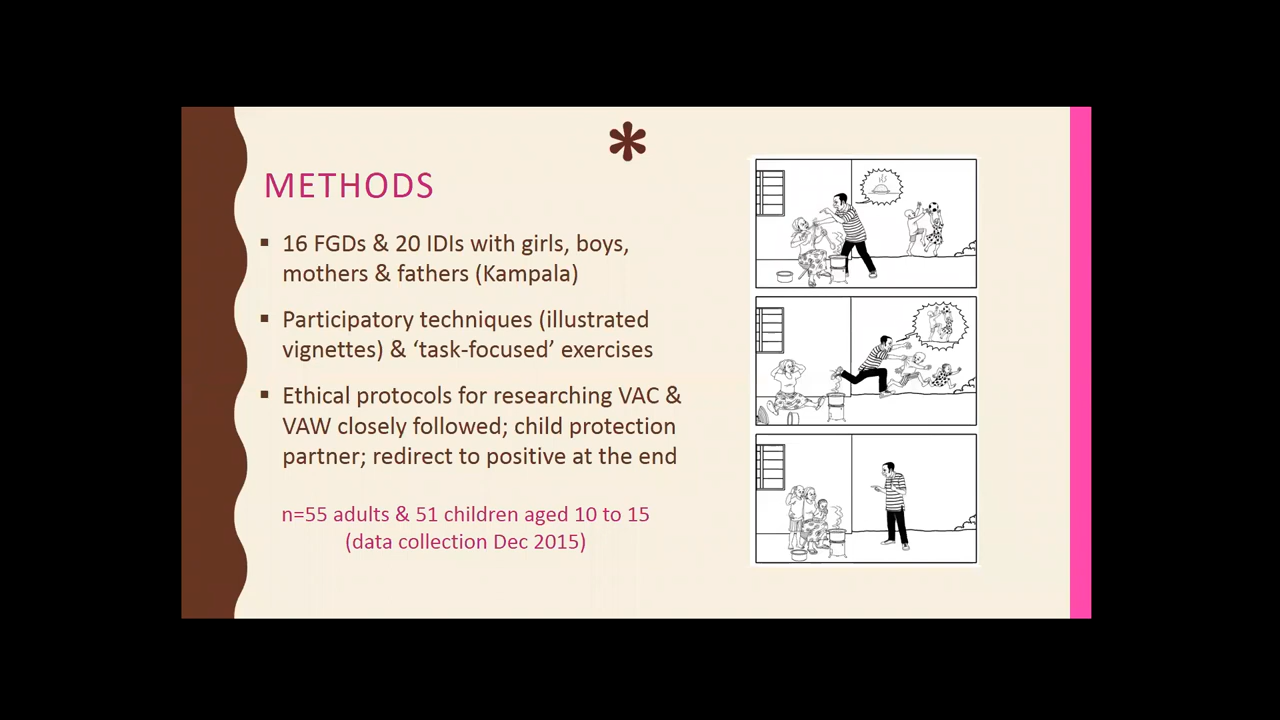 *
METHODS
▪ 16 FGDs & 20 IDIs with girls, boys,
mothers & fathers (Kampala)
▪ Participatory techniques (illustrated
vignettes) & ‘task-focused’ exercises
▪ Ethical protocols for researching VAC &
VAW closely followed; child protection
partner; redirect to positive at the end
n=55 adults & 51 children aged 10 to 15
(data collection Dec 2015)